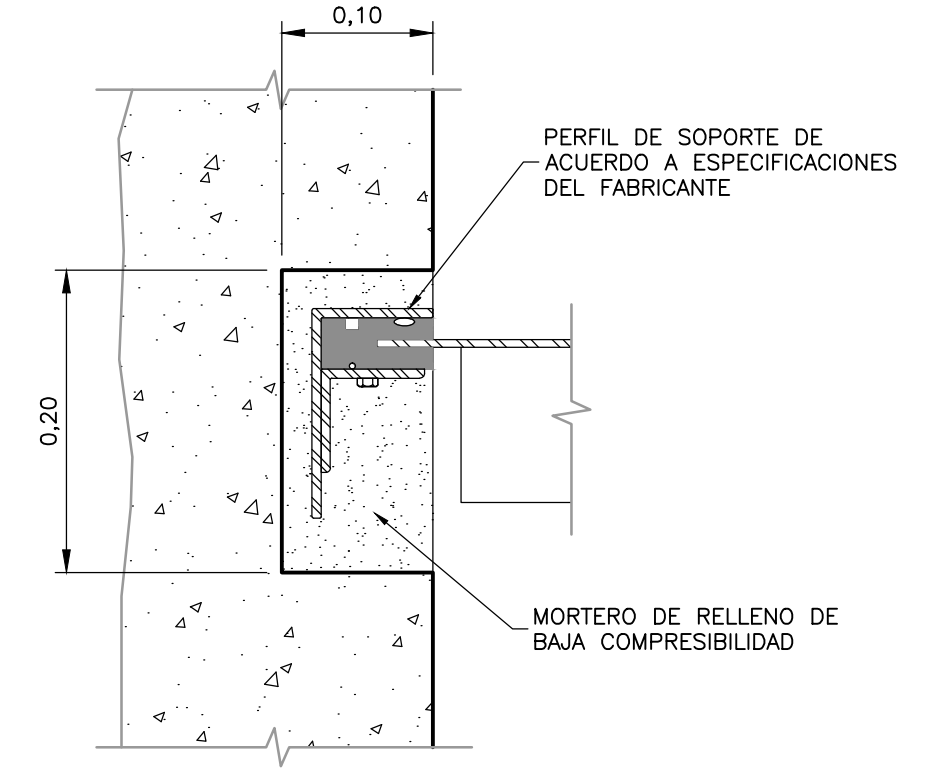 0,10
PERFIL DE SOPORTE DE
ACUERDO A ESPECIFICACIONES
DEL FABRICANTE
0,20
MORTERO DE RELLENO DE
BAJA COMPRESIBILIDAD